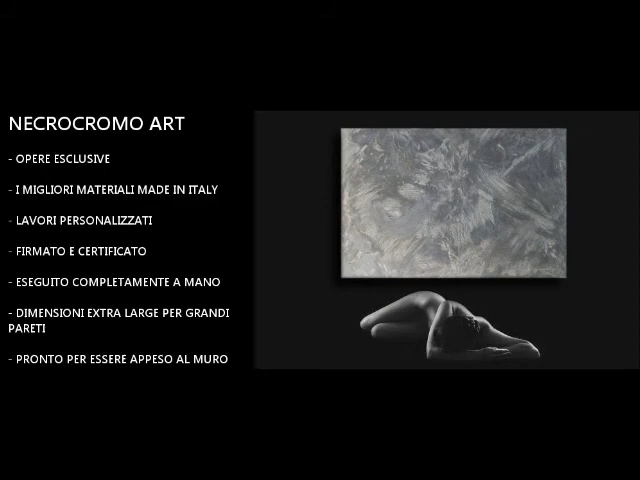 NECROCROMO ART
- OPERE ESCLUSIVE
- I MIGLIORI MATERIALI MADE IN ITALY
- LAVORI PERSONALIZZATI
- FIRMATO E CERTIFICATO
- ESEGUITO COMPLETAMENTE A MANO
- DIMENSIONI EXTRA LARGE PER GRANDI
PARETI
- PRONTO PER ESSERE APPESO AL MURO